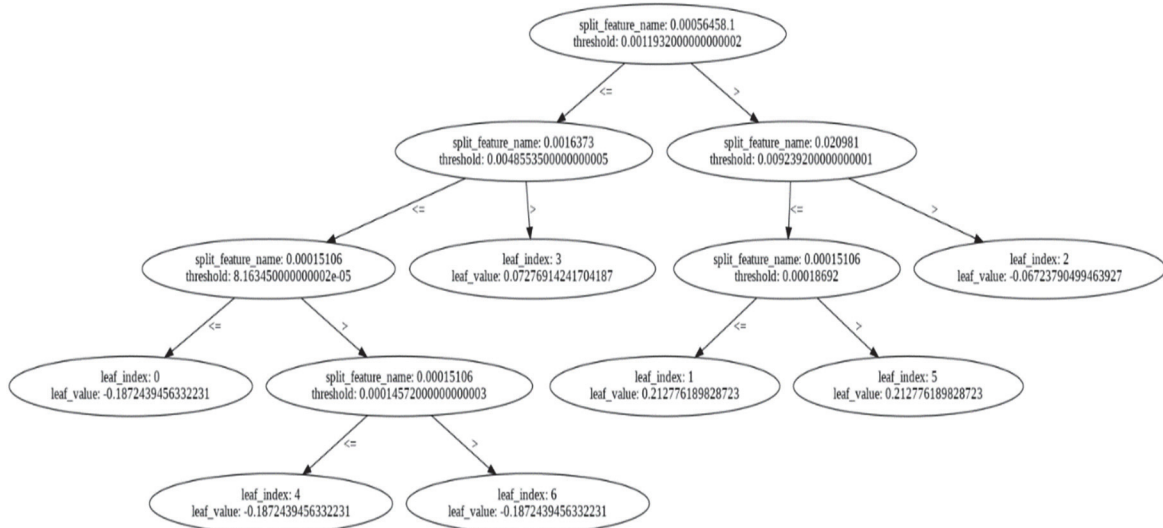 split_feature_name: 0.00056458.1
threshold: 0.0011932000000000002
<=
>
split_feature_name: 0.0016373
threshold: 0.0048553500000000005
split_feature_name: 0.020981
threshold: 0.009239200000000001
<=
>
<=
>
split_feature_name: 0.00015106
threshold: 8.163450000000002e-05
leaf_index: 3
leaf_value: 0.07276914241704187
split_feature_name: 0.00015106
threshold: 0.00018692
leaf_index: 2
leaf_value: -0.06723790499463927
<=
>
<=
>
leaf_index: 0
leaf_value: -0.1872439456332231
split_feature_name: 0.00015106
threshold: 0.00014572000000000003
leaf_index: 1
leaf_value: 0.212776189828723
leaf_index: 5
leaf_value: 0.212776189828723
<=
>
leaf_index: 4
leaf_value: -0.1872439456332231
leaf_index: 6
leaf_value: -0.1872439456332231